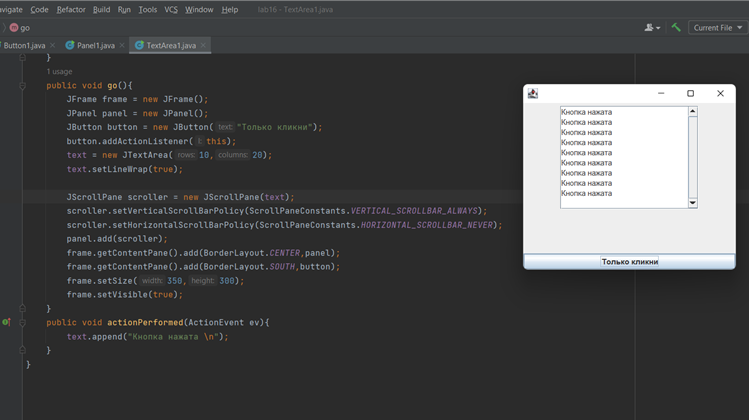 avigate Code Refactor Build Run Tools VCS Window Help lab16 - TextArea1.java
go
Current File
Button1.java Panel1.java TextArea1.java
}
1 usage
public void go(){
JFrame frame = new JFrame();
JPanel panel = new JPanel();
JButton button = new JButton( text: "Только кликни");
button.addActionListener( l: this);
text = new JTextArea( rows: 10, columns: 20);
text.setLineWrap(true);
JScrollPane scroller = new JScrollPane(text);
scroller.setVerticalScrollBarPolicy(ScrollPaneConstants.VERTICAL_SCROLLBAR_ALWAYS);
scroller.setHorizontalScrollBarPolicy(ScrollPaneConstants.HORIZONTAL_SCROLLBAR_NEVER);
panel.add(scroller);
frame.getContentPane().add(BorderLayout.CENTER,panel);
frame.getContentPane().add(BorderLayout.SOUTH,button);
frame.setSize( width: 350, height: 300);
frame.setVisible(true);
}
public void actionPerformed(ActionEvent ev){
text.append("Кнопка нажата \n");
}
}
Кнопка нажата
Кнопка нажата
Кнопка нажата
Кнопка нажата
Кнопка нажата
Кнопка нажата
Кнопка нажата
Кнопка нажата
Кнопка нажата
Только кликни